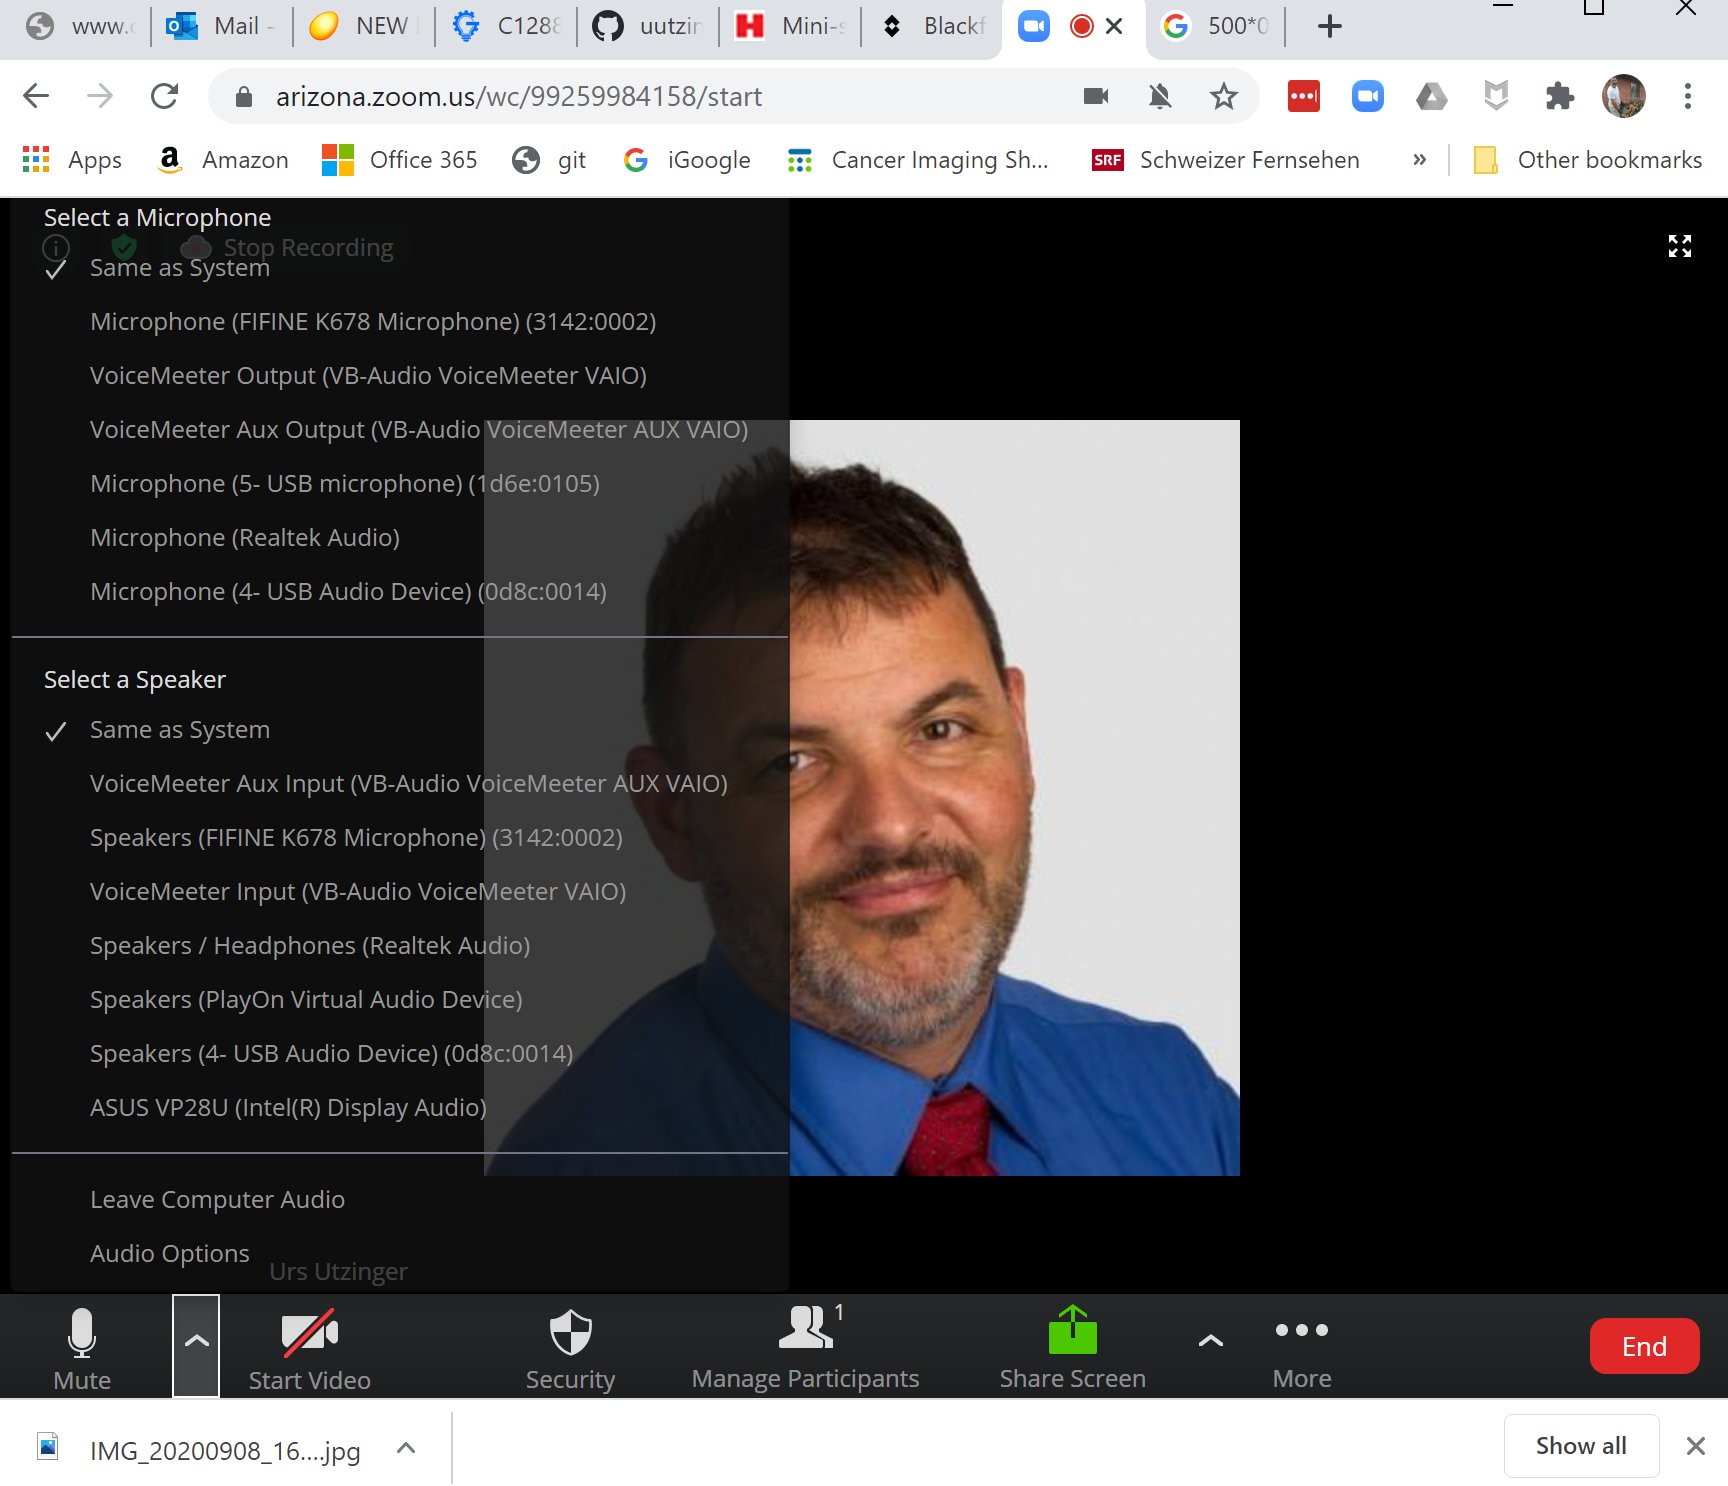 www.
Mail -
NEW
C1288
uutzin
Mini-s
Blackf
500*0
arizona.zoom.us/wc/99259984158/start
Apps
Amazon
Office 365
git
iGoogle
Cancer Imaging Sh...
SRF
Schweizer Fernsehen
»
Other bookmarks
Select a Microphone
Stop Recording
Same as System
Microphone (FIFINE K678 Microphone) (3142:0002)
VoiceMeeter Output (VB-Audio VoiceMeeter VAIO)
VoiceMeeter Aux Output (VB-Audio VoiceMeeter AUX VAIO)
Microphone (5- USB microphone) (1d6e:0105)
Microphone (Realtek Audio)
Microphone (4- USB Audio Device) (0d8c:0014)
Select a Speaker
Same as System
VoiceMeeter Aux Input (VB-Audio VoiceMeeter AUX VAIO)
Speakers (FIFINE K678 Microphone) (3142:0002)
VoiceMeeter Input (VB-Audio VoiceMeeter VAIO)
Speakers / Headphones (Realtek Audio)
Speakers (PlayOn Virtual Audio Device)
Speakers (4- USB Audio Device) (0d8c:0014)
ASUS VP28U (Intel(R) Display Audio)
Leave Computer Audio
Audio Options
Urs Utzinger
Mute
Start Video
Security
1
Manage Participants
Share Screen
More
End
IMG_20200908_16....jpg
Show all